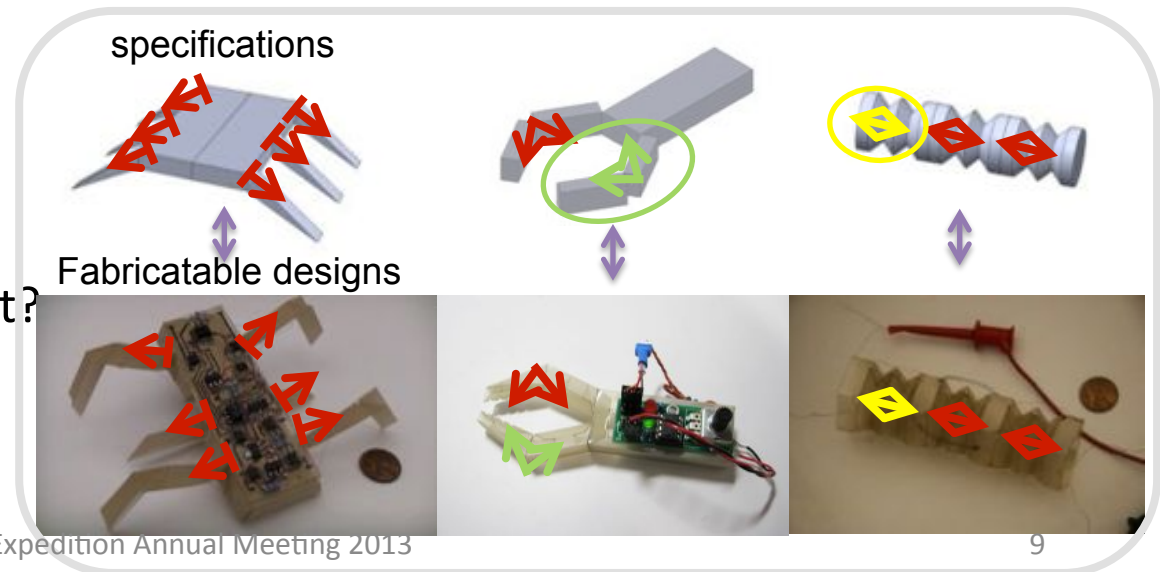 specifications
Fabricatable designs
t?
Expedition Annual Meeting 2013
9